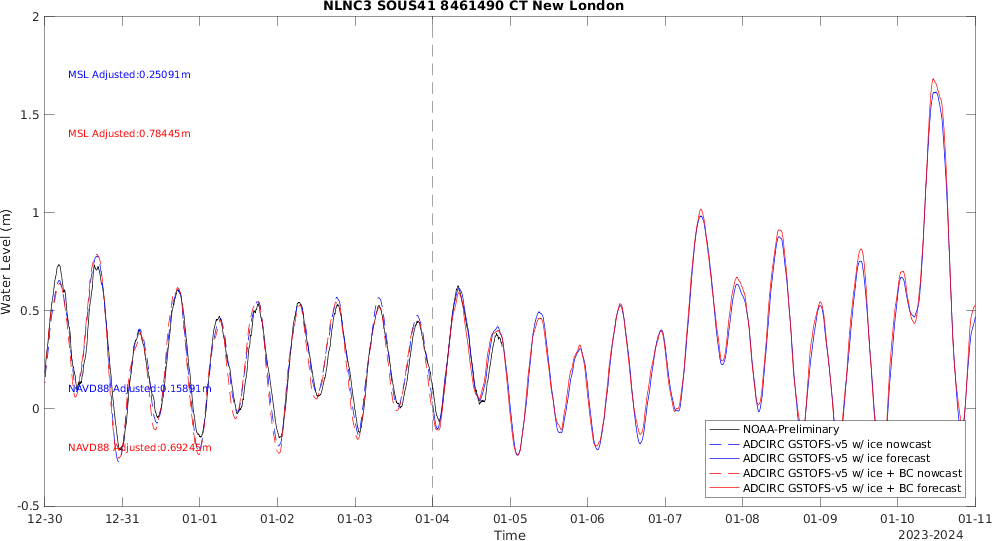 NLNC3 SOUS41 8461490 CT New London
2
1.5
1
0.5
0
-0.5
Water Level (m)
MSL Adjusted:0.25091m
MSL Adjusted:0.78445m
NAVD88 Adjusted:0.15891m
NAVD88 Adjusted:0.69245m
NOAA-Preliminary
ADCIRC GSTOFS-v5 w/ ice nowcast
ADCIRC GSTOFS-v5 w/ ice forecast
ADCIRC GSTOFS-v5 w/ ice + BC nowcast
ADCIRC GSTOFS-v5 w/ ice + BC forecast
12-30 12-31 01-01 01-02 01-03 01-04 01-05 01-06 01-07 01-08 01-09 01-10 01-11
Time
2023-2024